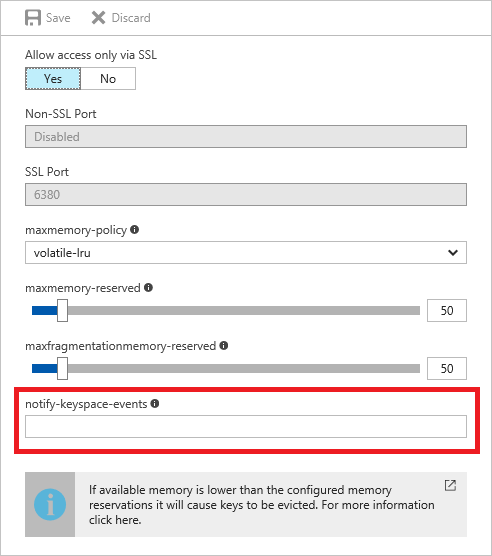 Save Discard
Allow access only via SSL
Yes No
Non-SSL Port
Disabled
SSL Port
6380
maxmemory-policy
volatile-lru
maxmemory-reserved
50
maxfragmentationmemory-reserved
50
notify-keyspace-events
If available memory is lower than the configured memory
reservations it will cause keys to be evicted. For more information
click here.